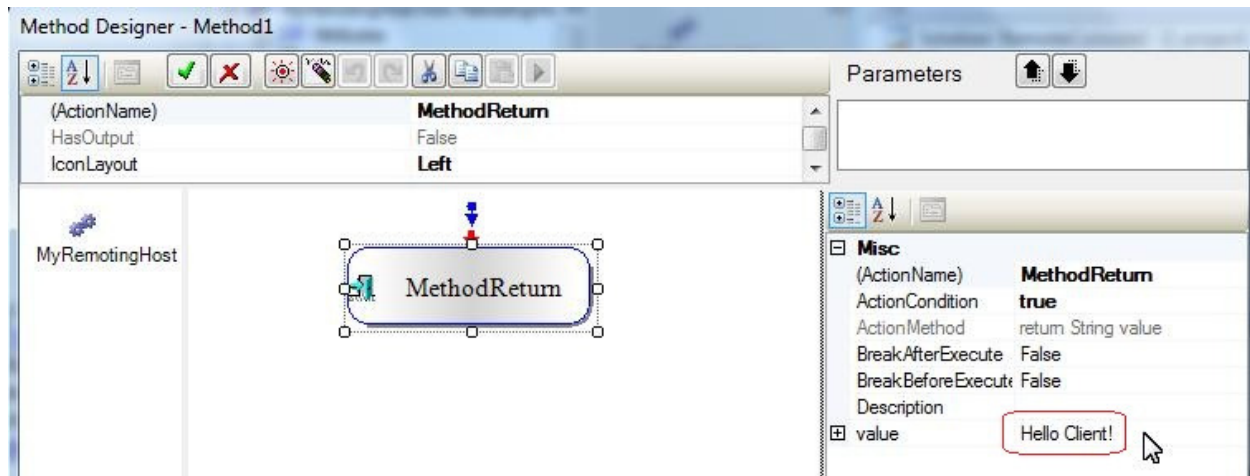 Method Designer - Method1
Parameters
(ActionName) MethodReturn
HasOutput False
IconLayout Left
MyRemotingHost
MethodReturn
Misc
(ActionName) MethodReturn
ActionCondition true
ActionMethod return String value
BreakAfterExecute False
BreakBeforeExecute False
Description
value Hello Client!